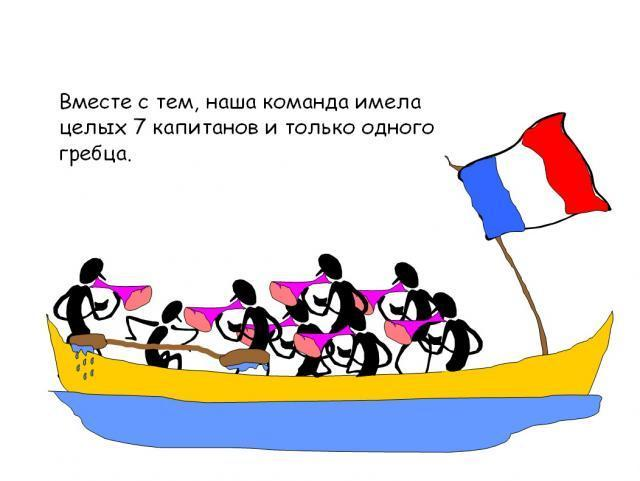 Вместе с тем, наша команда имела
целых 7 капитанов и только одного
гребца.